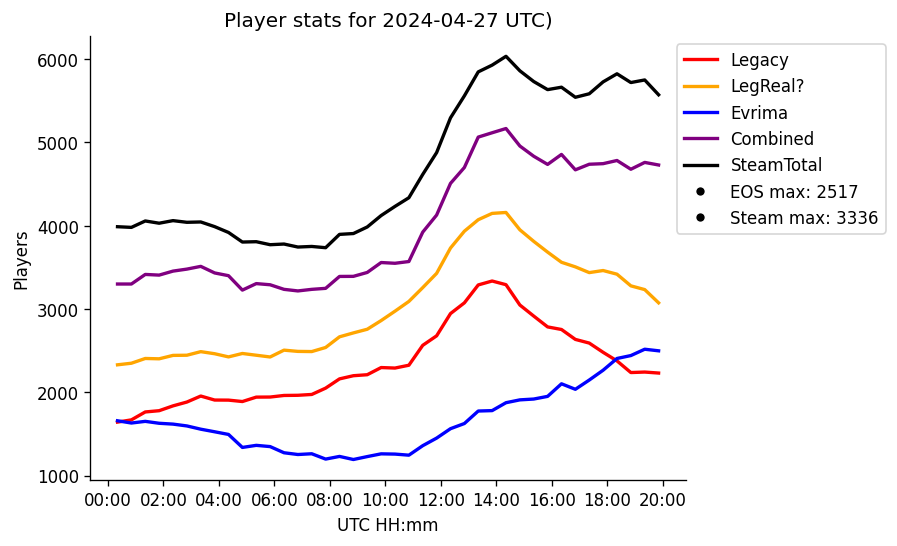 Player stats for 2024-04-27 UTC)
6000
5000
4000
3000
2000
1000
Players
00:00 02:00 04:00 06:00 08:00 10:00 12:00 14:00 16:00 18:00 20:00
UTC HH:mm
Legacy
LegReal?
Evrima
Combined
SteamTotal
EOS max: 2517
Steam max: 3336